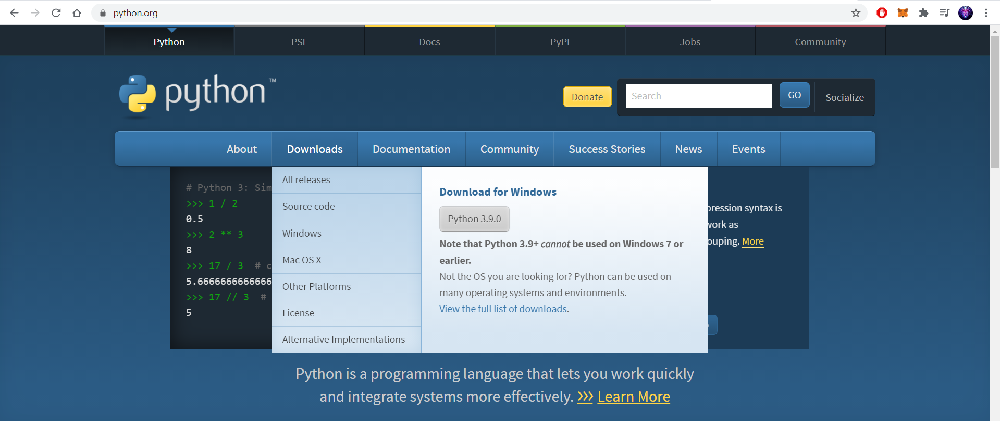 python.org
Python PSF Docs PyPI Jobs Community
python™
Donate Search GO Socialize
About Downloads Documentation Community Success Stories News Events
# Python 3: Sim
>>> 1 / 2
0.5
>>> 2 ** 3
8
>>> 17 / 3 # c
5.6666666666666
>>> 17 // 3 #
5
All releases
Source code
Windows
Mac OS X
Other Platforms
License
Alternative Implementations
Download for Windows
Python 3.9.0
Note that Python 3.9+ cannot be used on Windows 7 or
earlier.
Not the OS you are looking for? Python can be used on
many operating systems and environments.
View the full list of downloads.
pression syntax is
work as
ouping. More
Python is a programming language that lets you work quickly
and integrate systems more effectively. >>> Learn More